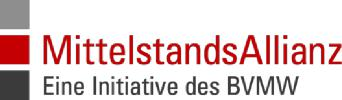 MittelstandsAllianz
Eine Initiative des BVMW